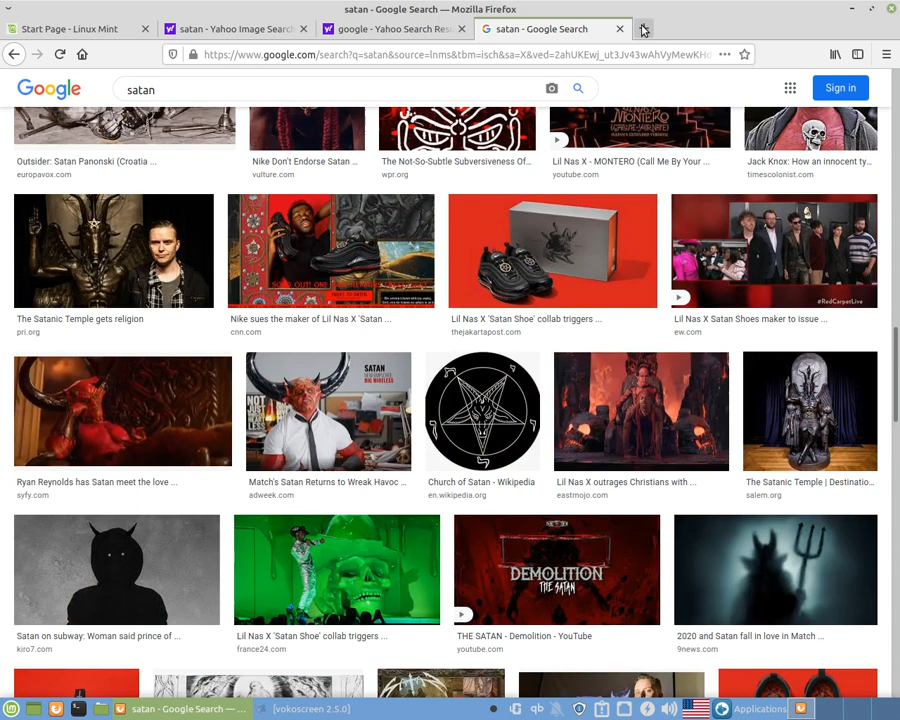 satan - Google Search — Mozilla Firefox
Start Page - Linux Mint
satan - Yahoo Image Search
google - Yahoo Search Resu
satan - Google Search
https://www.google.com/search?q=satan&source=lnms&tbm=isch&sa=X&ved=2ahUKEwj_ut3Jv43wAhVyMewKHd
Google
satan
Sign in
Outsider: Satan Panonski (Croatia ...
europavox.com
Nike Don't Endorse Satan ...
vulture.com
The Not-So-Subtle Subversiveness Of...
wpr.org
MONTERO
Lil Nas X - MONTERO (Call Me By Your ...
youtube.com
Jack Knox: How an innocent ty...
timescolonist.com
The Satanic Temple gets religion
pri.org
Nike sues the maker of Lil Nas X 'Satan ...
cnn.com
Lil Nas X 'Satan Shoe' collab triggers ...
thejakartapost.com
#RedCarpetLive
Lil Nas X Satan Shoes maker to issue ...
ew.com
Ryan Reynolds has Satan meet the love ...
syfy.com
SATAN
BIG WIRELESS
NOT
JUST
HEAR
LESS
Match's Satan Returns to Wreak Havoc ...
adweek.com
Church of Satan - Wikipedia
en.wikipedia.org
Lil Nas X outrages Christians with ...
eastmojo.com
The Satanic Temple | Destinatio...
salem.org
Satan on subway: Woman said prince of ...
kiro7.com
Lil Nas X 'Satan Shoe' collab triggers ...
france24.com
DEMOLITION
THE SATAN
THE SATAN - Demolition - YouTube
youtube.com
2020 and Satan fall in love in Match ...
9news.com
satan - Google Search — ...
[vokoscreen 2.5.0]
Applications